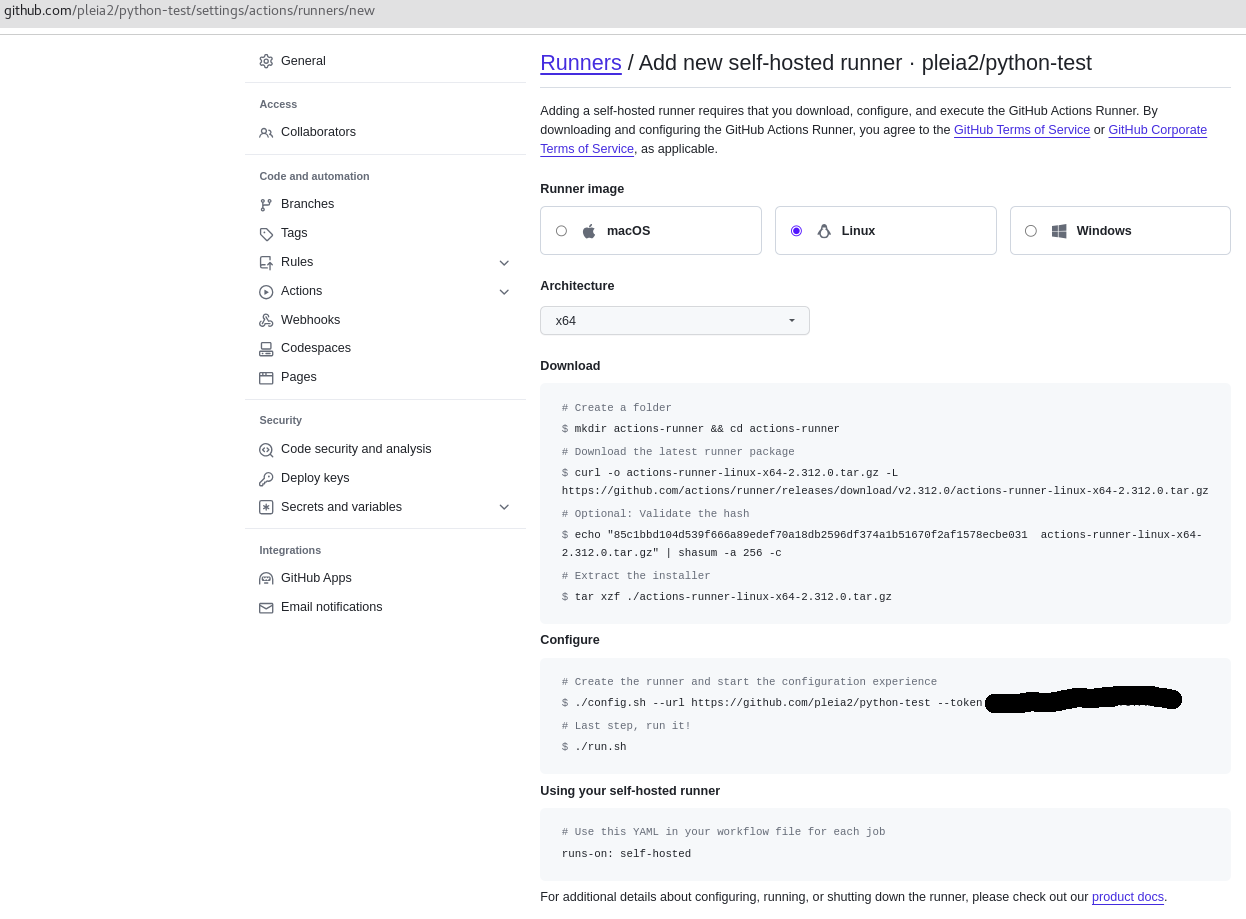 github.com/pleia2/python-test/settings/actions/runners/new
General
Access
Collaborators
Code and automation
Branches
Tags
Rules
Actions
Webhooks
Codespaces
Pages
Security
Code security and analysis
Deploy keys
Secrets and variables
Integrations
GitHub Apps
Email notifications
Runners / Add new self-hosted runner · pleia2/python-test
Adding a self-hosted runner requires that you download, configure, and execute the GitHub Actions Runner. By
downloading and configuring the GitHub Actions Runner, you agree to the GitHub Terms of Service or GitHub Corporate
Terms of Service, as applicable.
Runner image
macOS
Linux
Windows
Architecture
x64
Download
# Create a folder
$ mkdir actions-runner && cd actions-runner
# Download the latest runner package
$ curl -o actions-runner-linux-x64-2.312.0.tar.gz -L
https://github.com/actions/runner/releases/download/v2.312.0/actions-runner-linux-x64-2.312.0.tar.gz
# Optional: Validate the hash
$ echo "85c1bbd104d539f666a89edef70a18db2596df374a1b51670f2af1578ecbe031  actions-runner-linux-x64-
2.312.0.tar.gz" | shasum -a 256 -c
# Extract the installer
$ tar xzf ./actions-runner-linux-x64-2.312.0.tar.gz
Configure
# Create the runner and start the configuration experience
$ ./config.sh --url https://github.com/pleia2/python-test --token
# Last step, run it!
$ ./run.sh
Using your self-hosted runner
# Use this YAML in your workflow file for each job
runs-on: self-hosted
For additional details about configuring, running, or shutting down the runner, please check out our product docs.